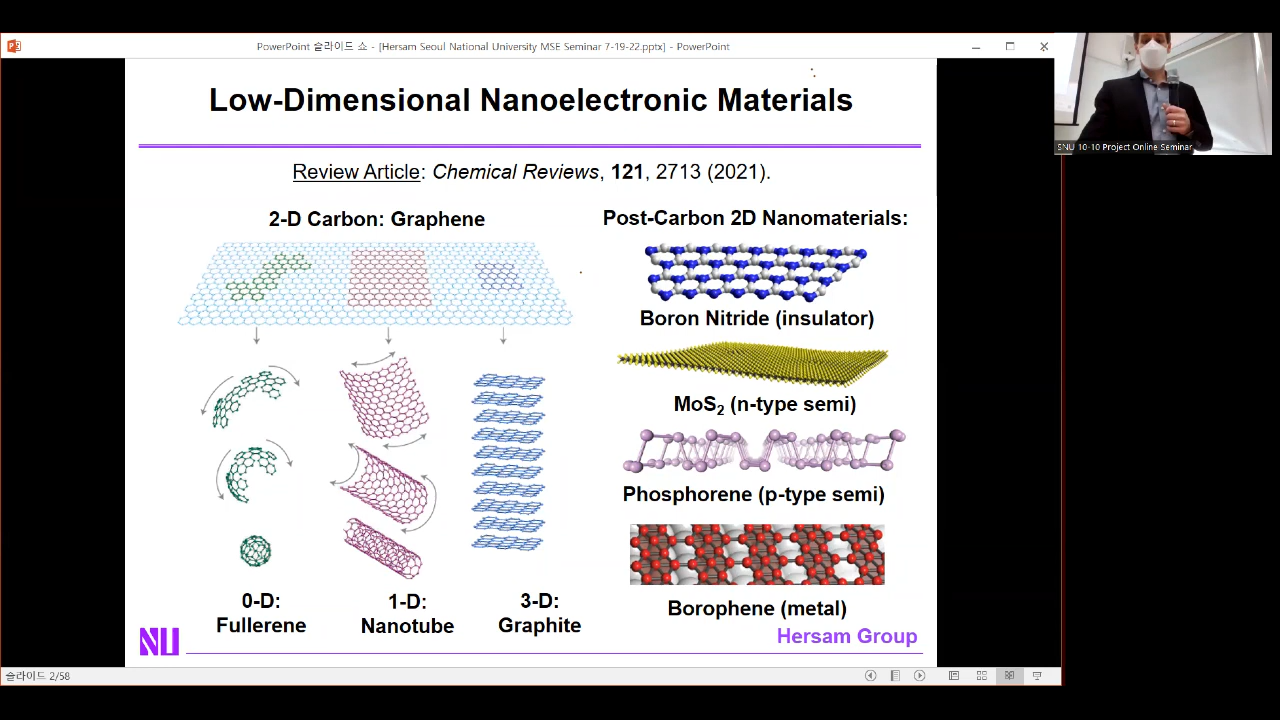 PowerPoint 슬라이드 쇼 - [Hersam Seoul National University MSE Seminar 7-19-22.pptx] - PowerPoint
Low-Dimensional Nanoelectronic Materials
Review Article: Chemical Reviews, 121, 2713 (2021).
2-D Carbon: Graphene
0-D:
Fullerene
1-D:
Nanotube
3-D:
Graphite
Post-Carbon 2D Nanomaterials:
Boron Nitride (insulator)
MoS₂ (n-type semi)
Phosphorene (p-type semi)
Borophene (metal)
NU
Hersam Group
슬라이드 2/58
SNU 10-10 Project Online Seminar